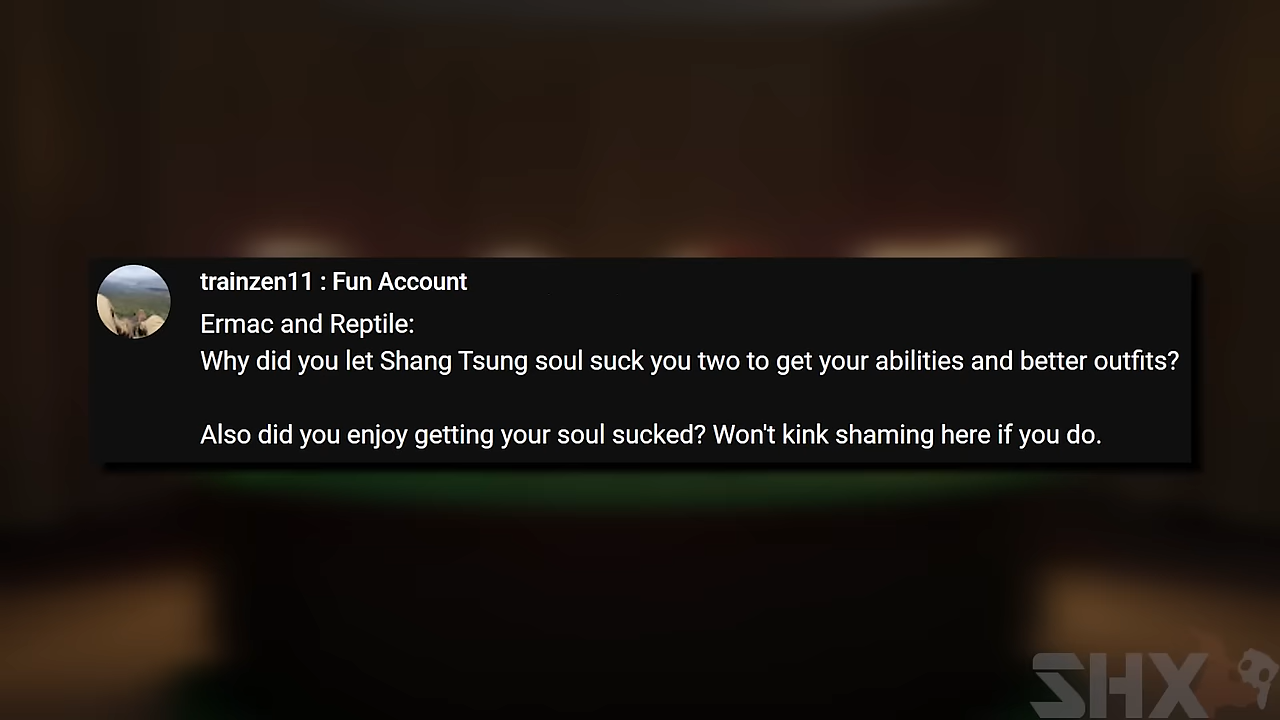 trainzen11 : Fun Account
Ermac and Reptile:
Why did you let Shang Tsung soul suck you two to get your abilities and better outfits?
Also did you enjoy getting your soul sucked? Won't kink shaming here if you do.
SHX